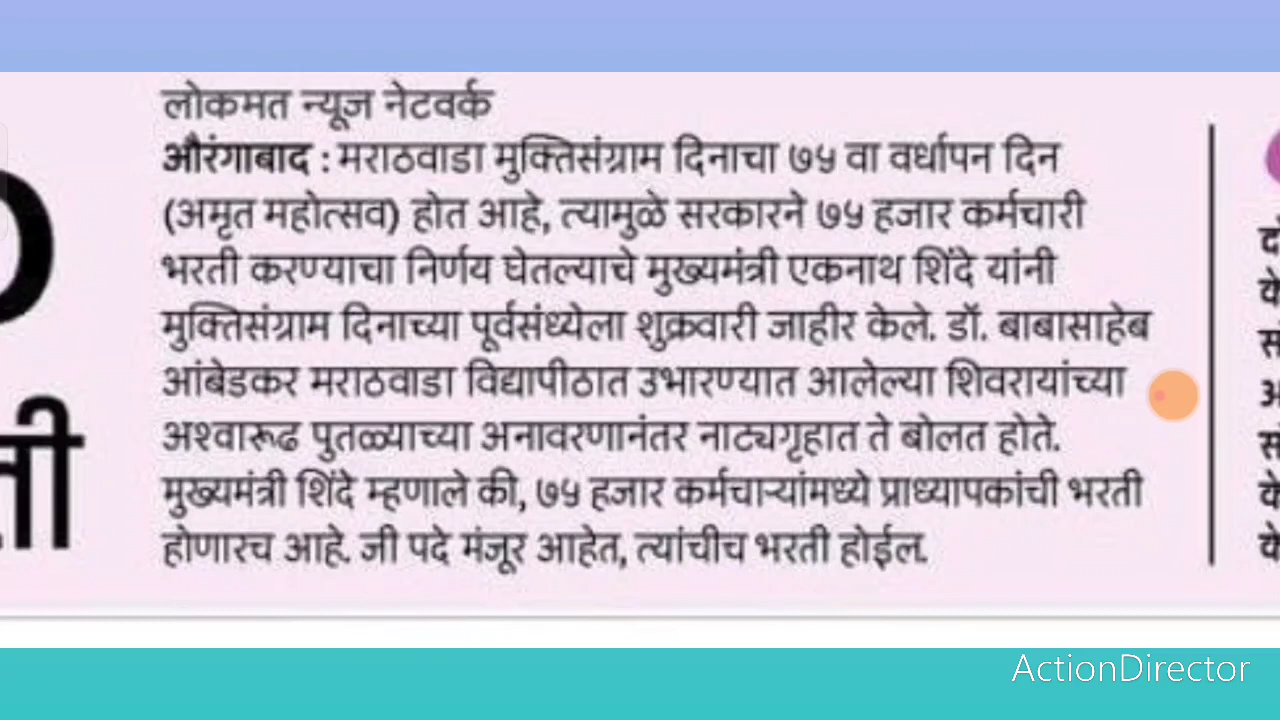 लोकमत न्यूज नेटवर्क
औरंगाबाद : मराठवाडा मुक्तिसंग्राम दिनाचा ७५ वा वर्धापन दिन
(अमृत महोत्सव) होत आहे, त्यामुळे सरकारने ७५ हजार कर्मचारी
भरती करण्याचा निर्णय घेतल्याचे मुख्यमंत्री एकनाथ शिंदे यांनी
मुक्तिसंग्राम दिनाच्या पूर्वसंध्येला शुक्रवारी जाहीर केले. डॉ. बाबासाहेब
आंबेडकर मराठवाडा विद्यापीठात उभारण्यात आलेल्या शिवरायांच्या
अश्वारूढ पुतळ्याच्या अनावरणानंतर नाट्यगृहात ते बोलत होते.
मुख्यमंत्री शिंदे म्हणाले की, ७५ हजार कर्मचाऱ्यांमध्ये प्राध्यापकांची भरती
होणारच आहे. जी पदे मंजूर आहेत, त्यांचीच भरती होईल.
ActionDirector